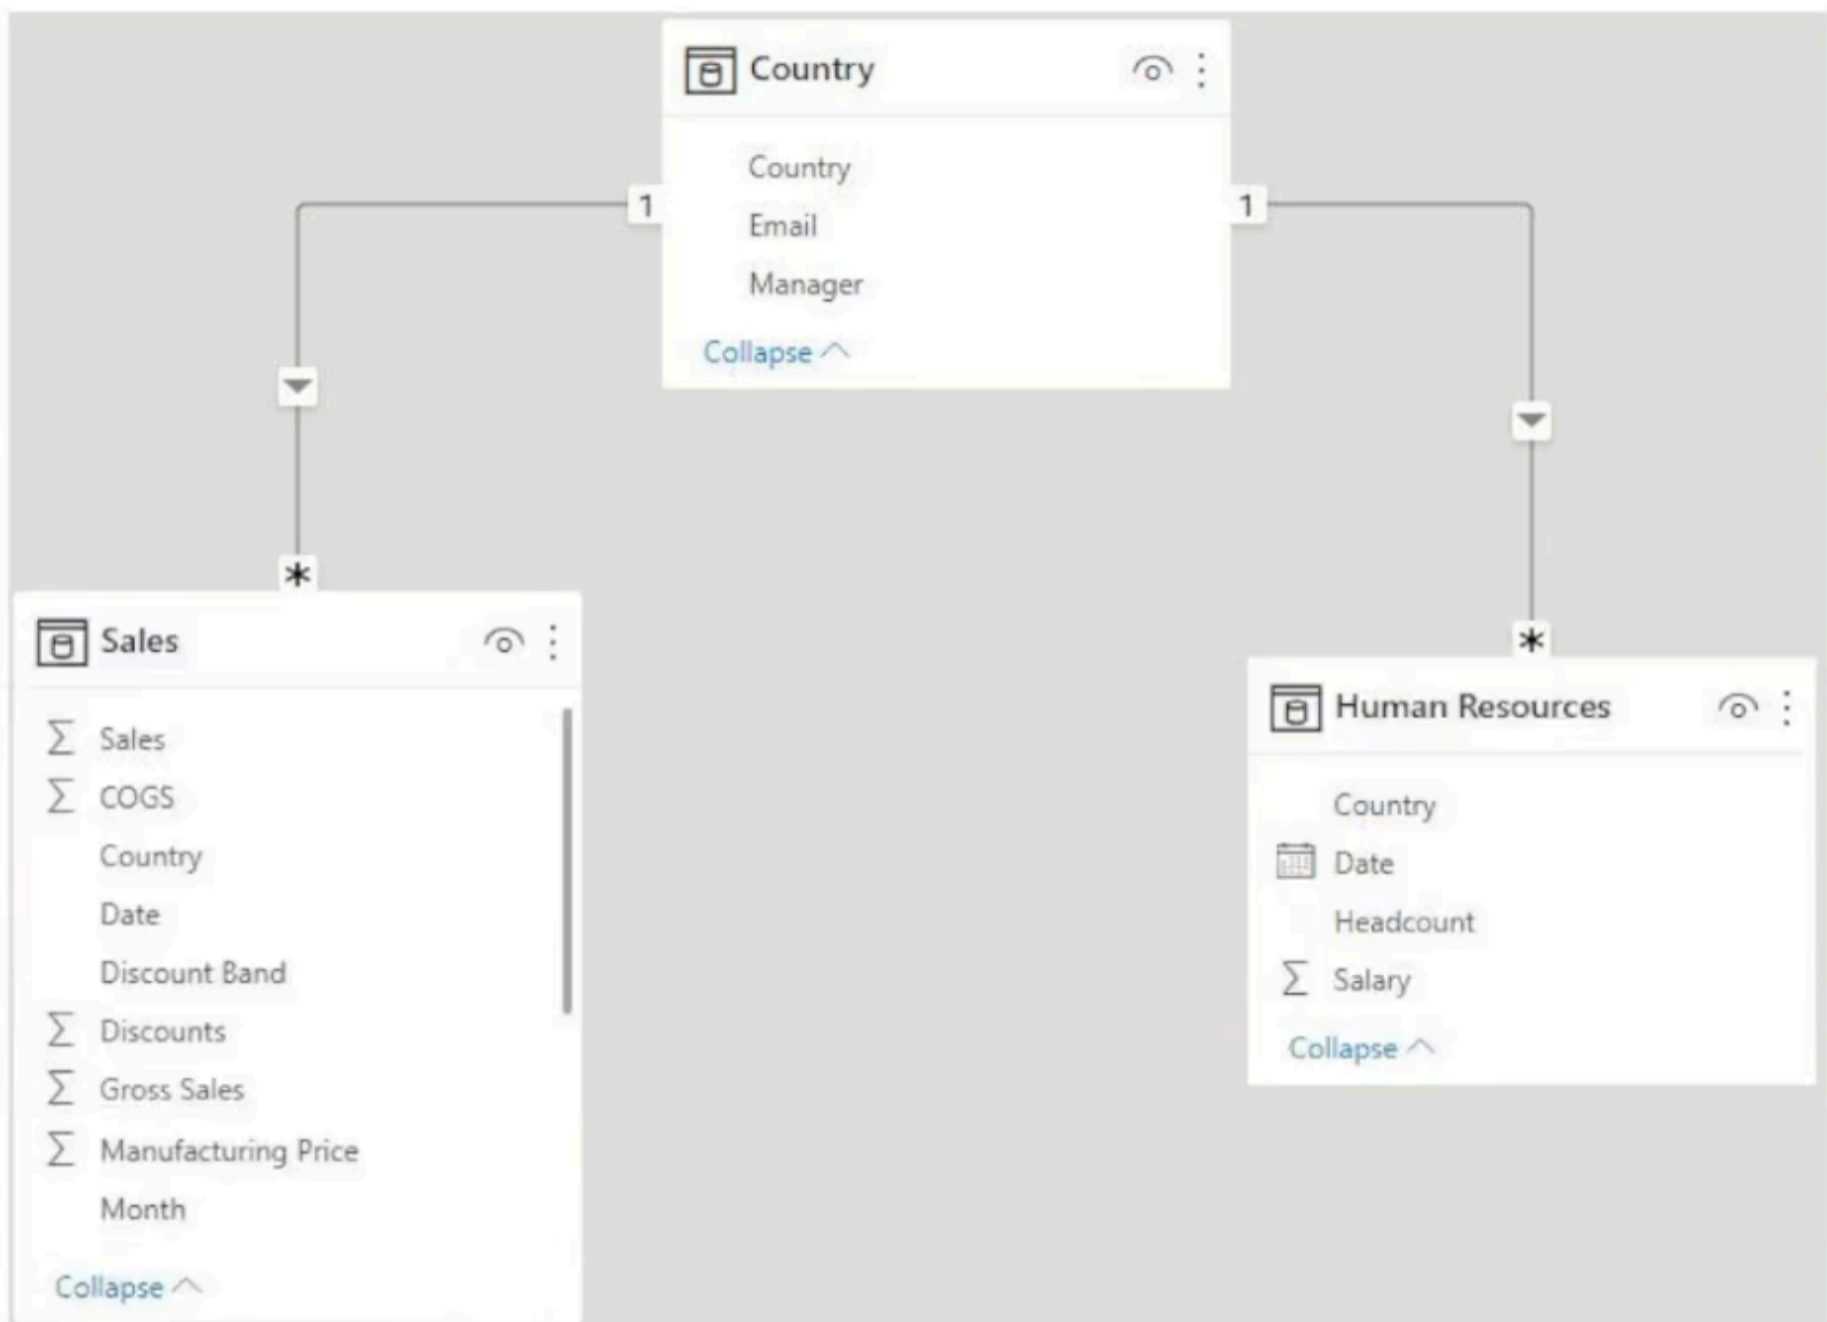 Country
Country
Email
Manager
Collapse
1
1
*
*
Sales
Sales
COGS
Country
Date
Discount Band
Discounts
Gross Sales
Manufacturing Price
Month
Collapse
Human Resources
Country
Date
Headcount
Salary
Collapse